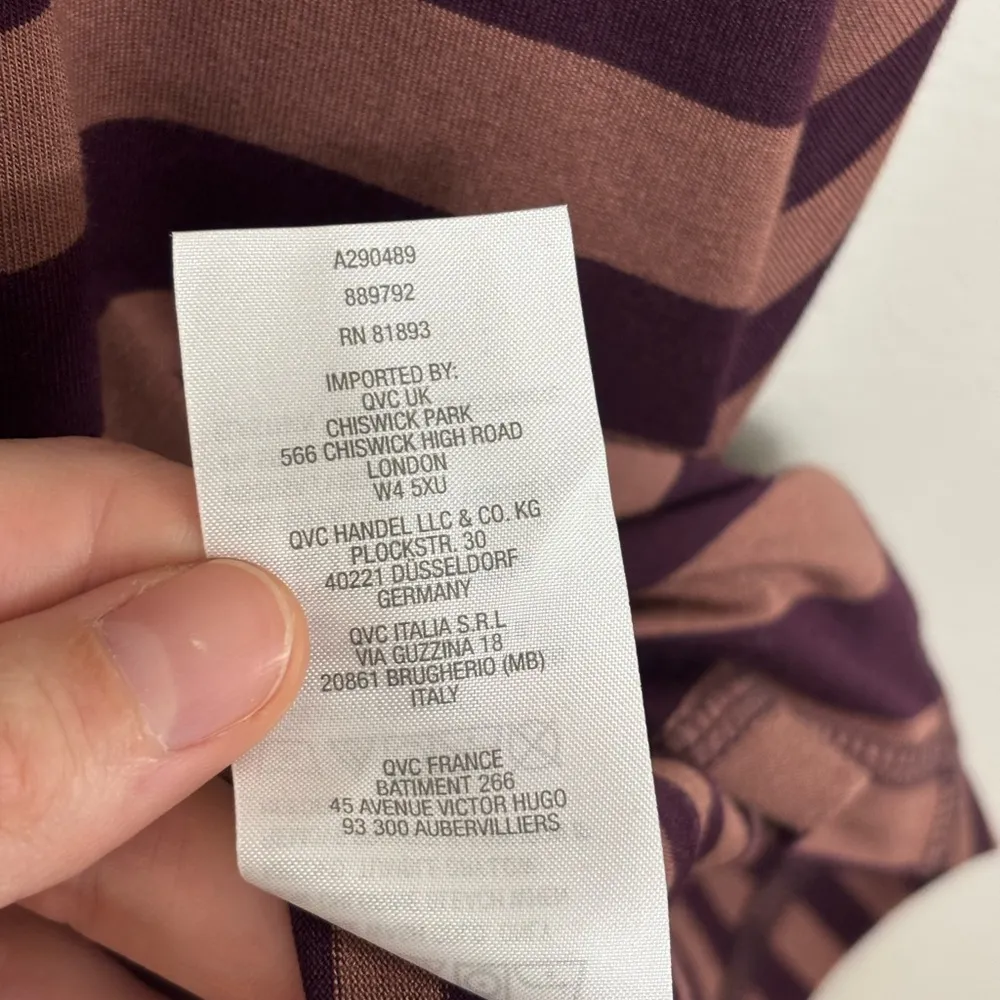 A290489
889792
RN 81893
IMPORTED BY:
QVC UK
CHISWICK PARK
566 CHISWICK HIGH ROAD
LONDON
W4 5XU
QVC HANDEL LLC & CO. KG
PLOCKSTR. 30
40221 DÜSSELDORF
GERMANY
QVC ITALIA S.R.L
VIA GUZZINA 18
20861 BRUGHERIO (MB)
ITALY
QVC FRANCE
BATIMENT 266
45 AVENUE VICTOR HUGO
93 300 AUBERVILLIERS